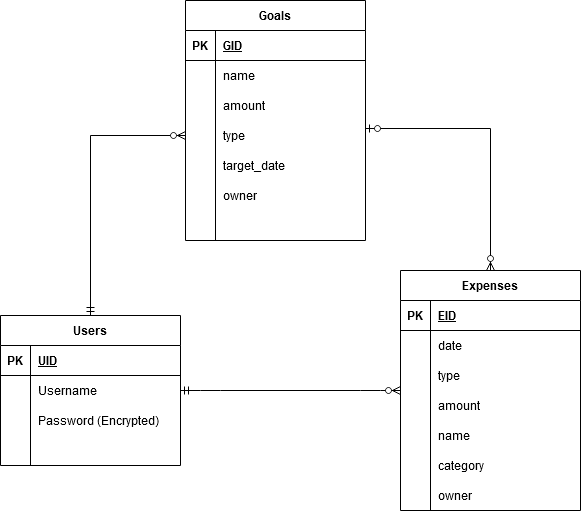 Goals
PK GID
name
amount
type
target_date
owner
Users
PK UID
Username
Password (Encrypted)
Expenses
PK EID
date
type
amount
name
category
owner